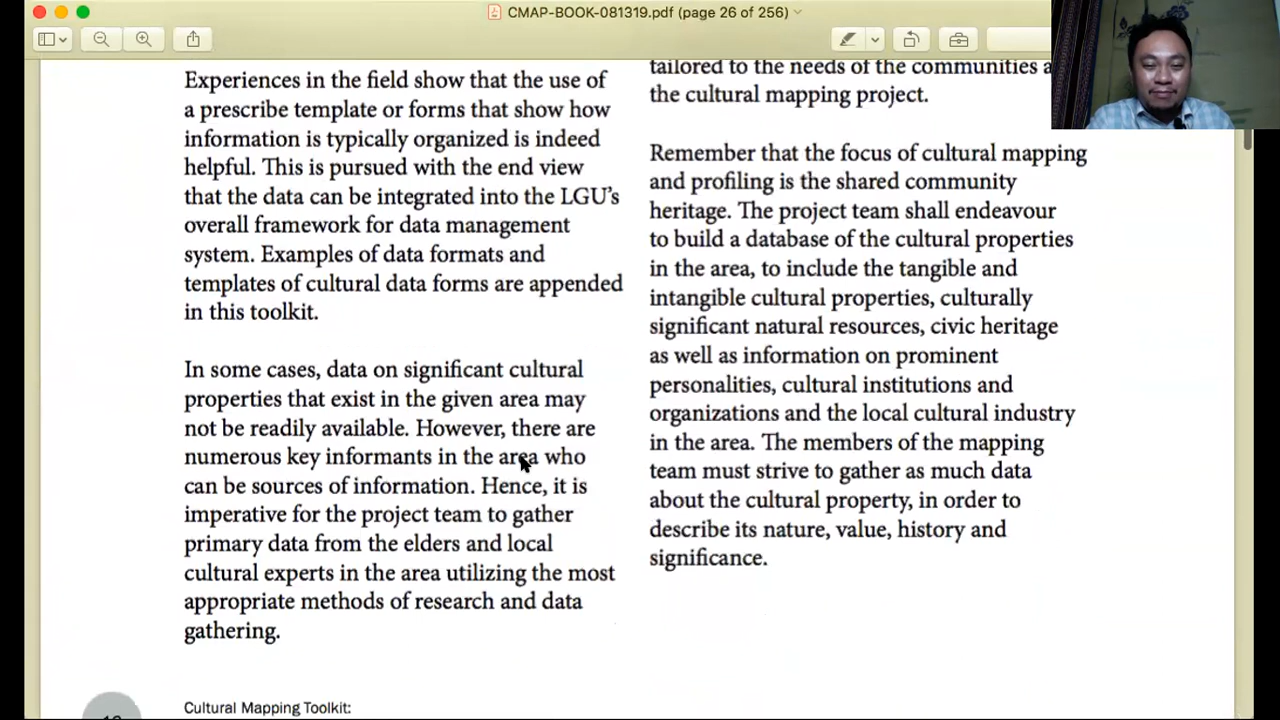 CMAP-BOOK-081319.pdf (page 26 of 256)
Experiences in the field show that the use of
a prescribe template or forms that show how
information is typically organized is indeed
helpful. This is pursued with the end view
that the data can be integrated into the LGU’s
overall framework for data management
system. Examples of data formats and
templates of cultural data forms are appended
in this toolkit.
In some cases, data on significant cultural
properties that exist in the given area may
not be readily available. However, there are
numerous key informants in the area who
can be sources of information. Hence, it is
imperative for the project team to gather
primary data from the elders and local
cultural experts in the area utilizing the most
appropriate methods of research and data
gathering.
tailored to the needs of the communities
the cultural mapping project.
Remember that the focus of cultural mapping
and profiling is the shared community
heritage. The project team shall endeavour
to build a database of the cultural properties
in the area, to include the tangible and
intangible cultural properties, culturally
significant natural resources, civic heritage
as well as information on prominent
personalities, cultural institutions and
organizations and the local cultural industry
in the area. The members of the mapping
team must strive to gather as much data
about the cultural property, in order to
describe its nature, value, history and
significance.
Cultural Mapping Toolkit: